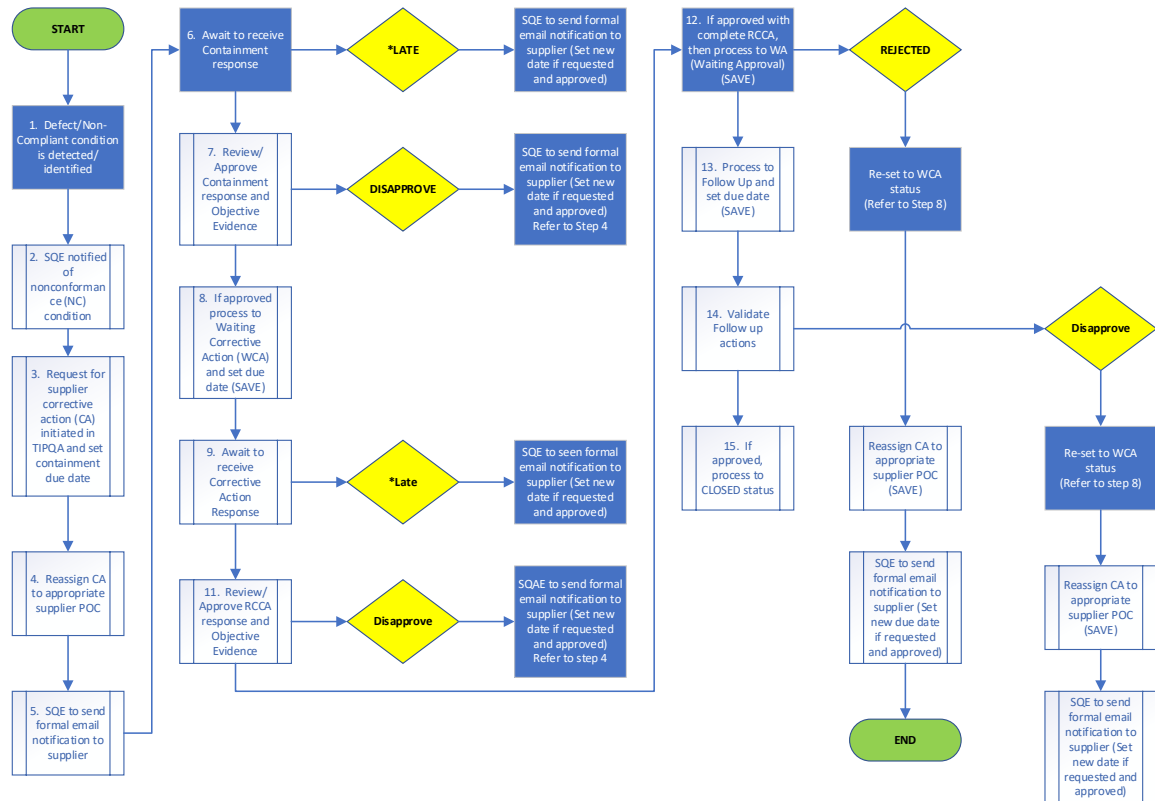 START
1. Defect/Non-
Compliant condition
is detected/
identified
2. SQE notified
of
nonconforman
ce (NC)
condition
3. Request for
supplier
corrective
action (CA)
initiated in
TIPQA and set
containment
due date
4. Reassign CA
to appropriate
supplier POC
5. SQE to send
formal email
notification to
supplier
6. Await to receive
Containment
response
*LATE
SQE to send formal
email notification to
supplier (Set new
date if requested
and approved)
7. Review/
Approve
Containment
response and
Objective
Evidence
DISAPPROVE
SQE to send formal
email notification to
supplier (Set new
date if requested
and approved)
Refer to Step 4
8. If approved
process to
Waiting
Corrective
Action (WCA)
and set due
date (SAVE)
9. Await to
receive
Corrective
Action
Response
*Late
SQE to seen formal
email notification to
supplier (Set new
date if requested
and approved)
11. Review/
Approve RCCA
response and
Objective
Evidence
Disapprove
SQAE to send formal
email notification to
supplier (Set new
date if requested
and approved)
Refer to step 4
12. If approved with
complete RCCA,
then process to WA
(Waiting Approval)
(SAVE)
REJECTED
13. Process to
Follow Up and
set due date
(SAVE)
Re-set to WCA
status
(Refer to Step 8)
14. Validate
Follow up
actions
Disapprove
15. If
approved,
process to
CLOSED status
Reassign CA to
appropriate
supplier POC
(SAVE)
Re-set to WCA
status
(Refer to step 8)
SQE to send
formal email
notification to
supplier (Set
new due date
if requested
and approved)
Reassign CA to
appropriate
supplier POC
(SAVE)
END
SQE to send
formal email
notification to
supplier (Set
new date if
requested and
approved)